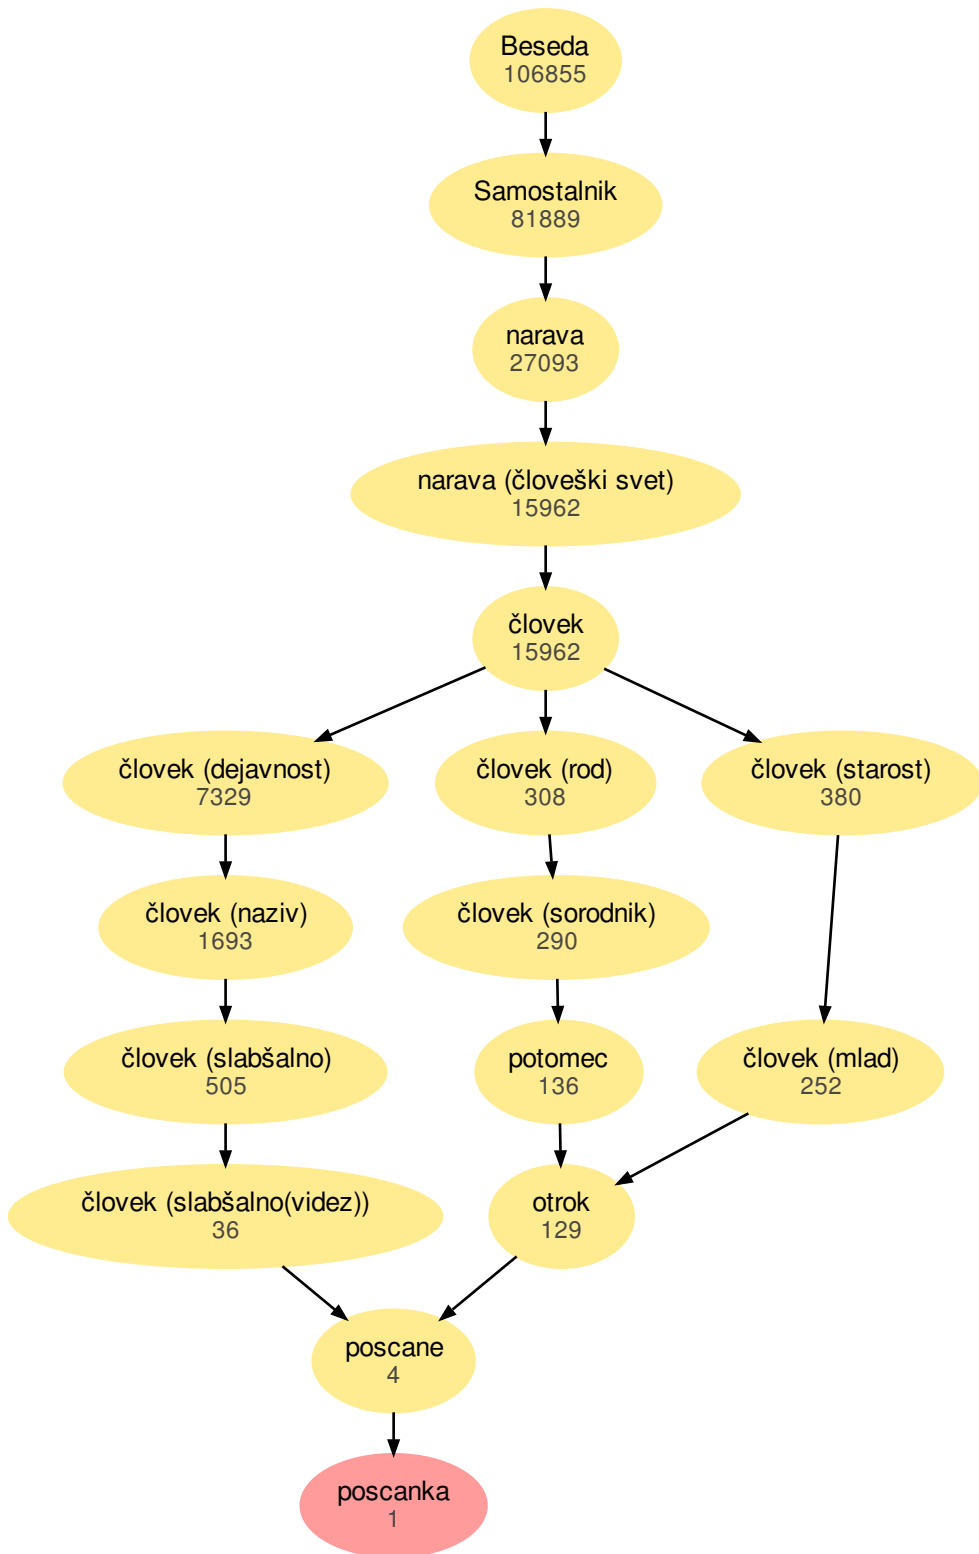 Beseda
106855
Samostalnik
81889
narava
27093
narava (človeški svet)
15962
človek
15962
človek (dejavnost)
7329
človek (rod)
308
človek (starost)
380
človek (naziv)
1693
človek (sorodnik)
290
človek (slabšalno)
505
potomec
136
človek (mlad)
252
človek (slabšalno(videz))
36
otrok
129
poscane
4
poscanka
1